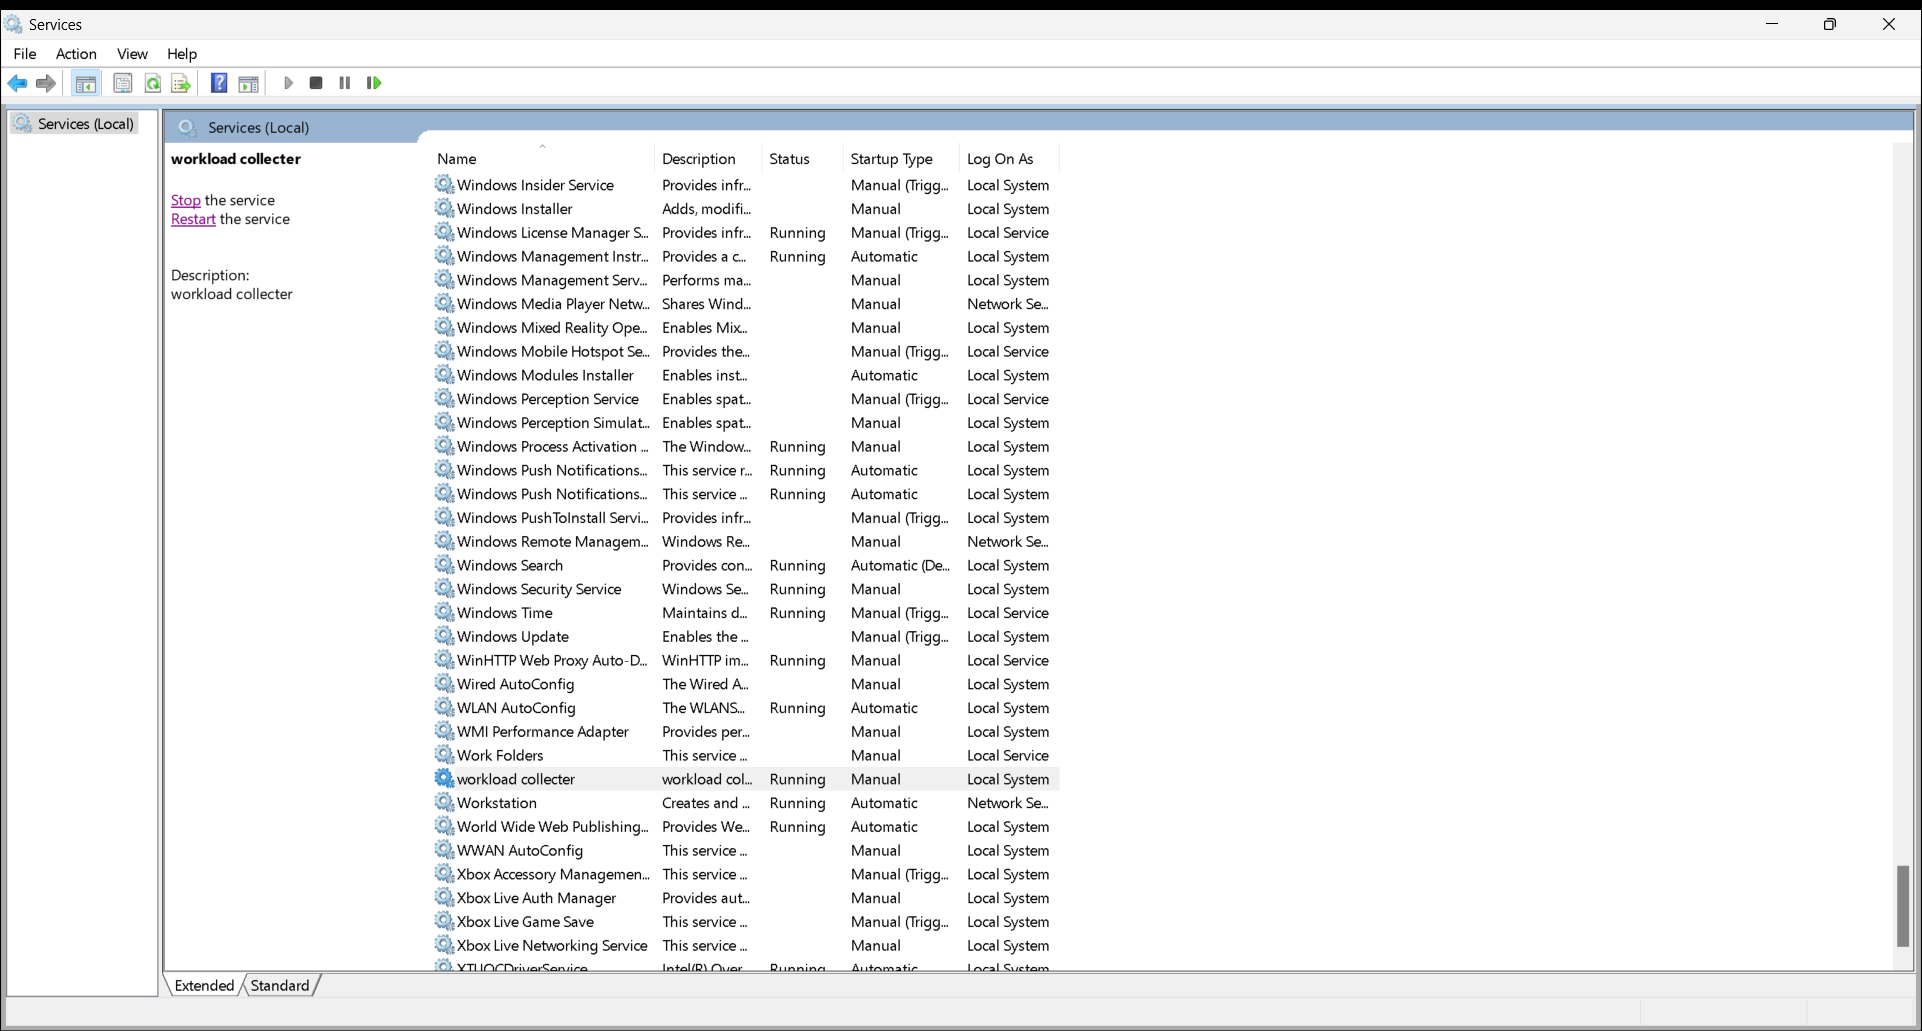 Services
File Action View Help
Services (Local)
Services (Local)
workload collecter
Stop the service
Restart the service
Description:
workload collecter
Name Description Status Startup Type Log On As
Windows Insider Service Provides infr... Manual (Trigg... Local System
Windows Installer Adds, modifi... Manual Local System
Windows License Manager S... Provides infr... Running Manual (Trigg... Local Service
Windows Management Instr... Provides a c... Running Automatic Local System
Windows Management Serv... Performs ma... Manual Local System
Windows Media Player Netw... Shares Wind... Manual Network Se...
Windows Mixed Reality Ope... Enables Mix... Manual Local System
Windows Mobile Hotspot Se... Provides the... Manual (Trigg... Local Service
Windows Modules Installer Enables inst... Automatic Local System
Windows Perception Service Enables spat... Manual (Trigg... Local Service
Windows Perception Simulat... Enables spat... Manual Local System
Windows Process Activation ... The Window... Running Manual Local System
Windows Push Notifications... This service r... Running Automatic Local System
Windows Push Notifications... This service ... Running Automatic Local System
Windows PushToInstall Servi... Provides infr... Manual (Trigg... Local System
Windows Remote Managem... Windows Re... Manual Network Se...
Windows Search Provides con... Running Automatic (De... Local System
Windows Security Service Windows Se... Running Manual Local System
Windows Time Maintains d... Running Manual (Trigg... Local Service
Windows Update Enables the ... Manual (Trigg... Local System
WinHTTP Web Proxy Auto-D... WinHTTP im... Running Manual Local Service
Wired AutoConfig The Wired A... Manual Local System
WLAN AutoConfig The WLANS... Running Automatic Local System
WMI Performance Adapter Provides per... Manual Local System
Work Folders This service ... Manual Local Service
workload collecter workload col... Running Manual Local System
Workstation Creates and ... Running Automatic Network Se...
World Wide Web Publishing... Provides We... Running Automatic Local System
WWAN AutoConfig This service ... Manual Local System
Xbox Accessory Managemen... This service ... Manual (Trigg... Local System
Xbox Live Auth Manager Provides aut... Manual Local System
Xbox Live Game Save This service ... Manual (Trigg... Local System
Xbox Live Networking Service This service ... Manual Local System
XTUOCDriverService Intel(R) Over... Running Automatic Local System
Extended Standard